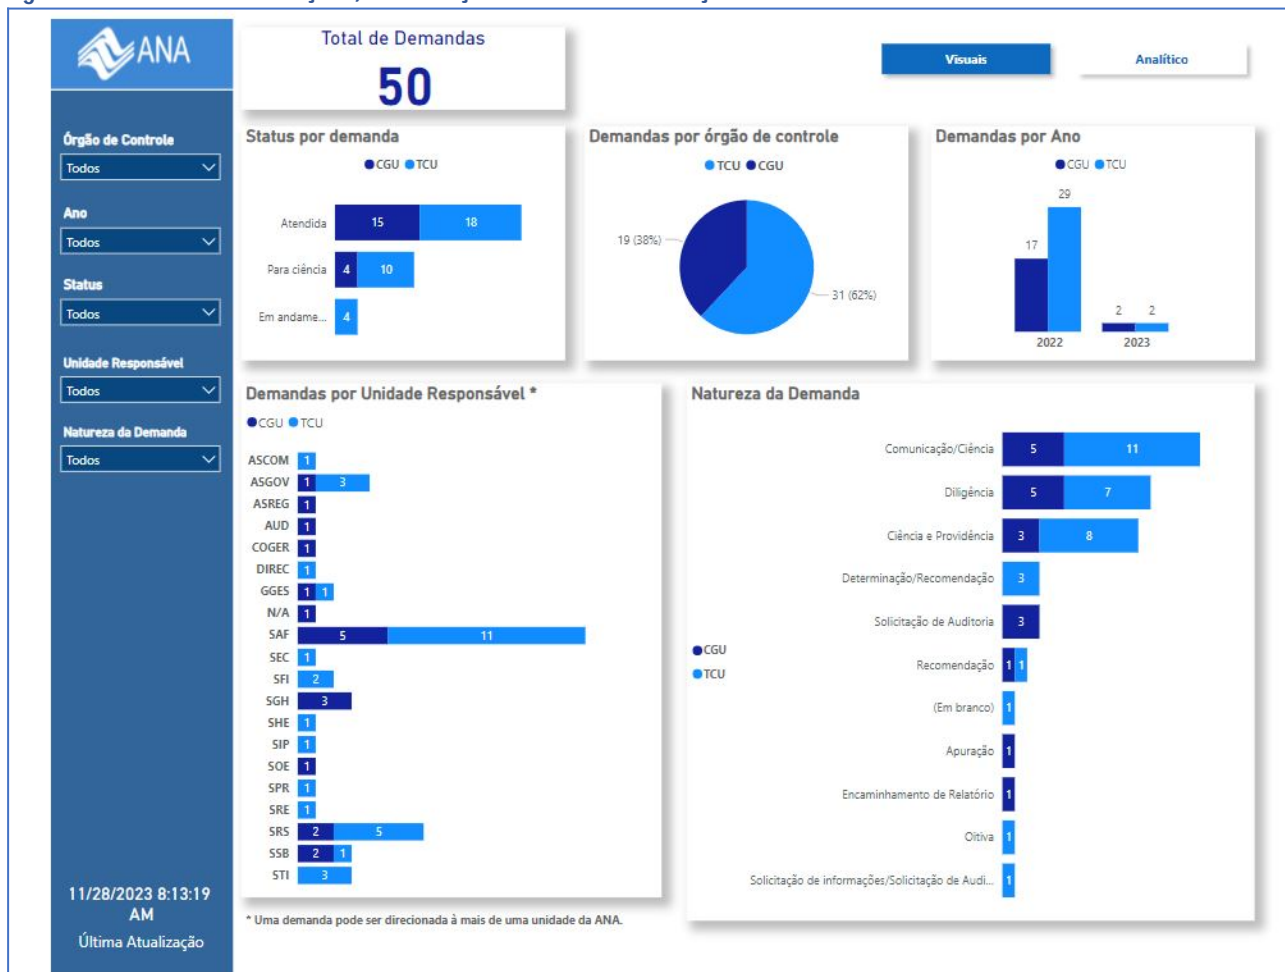 ANA
Total de Demandas
50
Visuais
Analítico
Órgão de Controle
Todos
Ano
Todos
Status
Todos
Unidade Responsável
Todos
Natureza da Demanda
Todos
11/28/2023 8:13:19
AM
Última Atualização
Status por demanda
CGU TCU
Atendida 15 18
Para ciência 4 10
Em andame... 4
Demandas por órgão de controle
TCU CGU
19 (38%)
31 (62%)
Demandas por Ano
CGU TCU
29
17
2 2
2022 2023
Demandas por Unidade Responsável *
CGU TCU
ASCOM 1
ASGOV 1 3
ASREG 1
AUD 1
COGER 1
DIREC 1
GGES 1 1
N/A 1
SAF 5 11
SEC 1
SFI 2
SGH 3
SHE 1
SIP 1
SOE 1
SPR 1
SRE 1
SRS 2 5
SSB 2 1
STI 3
* Uma demanda pode ser direcionada à mais de uma unidade da ANA.
Natureza da Demanda
CGU
TCU
Comunicação/Ciência 5 11
Diligência 5 7
Ciência e Providência 3 8
Determinação/Recomendação 3
Solicitação de Auditoria 3
Recomendação 1 1
(Em branco) 1
Apuração 1
Encaminhamento de Relatório 1
Oitiva 1
Solicitação de informações/Solicitação de Audi... 1